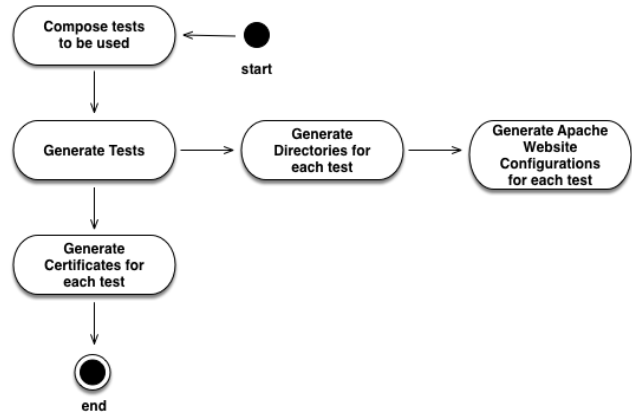 Compose tests
to be used
start
Generate Tests
Generate
Directories for
each test
Generate Apache
Website
Configurations
for each test
Generate
Certificates for
each test
end